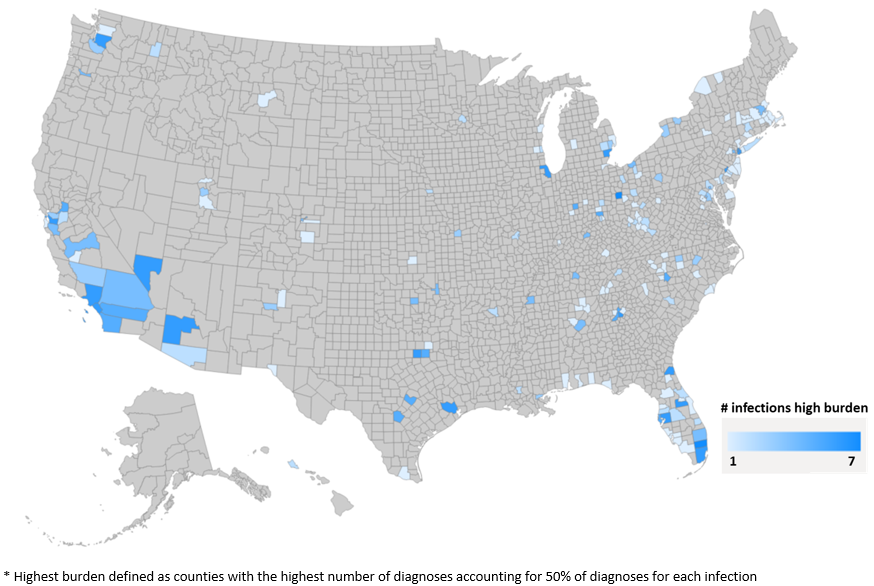 # infections high burden
1 7
* Highest burden defined as counties with the highest number of diagnoses accounting for 50% of diagnoses for each infection